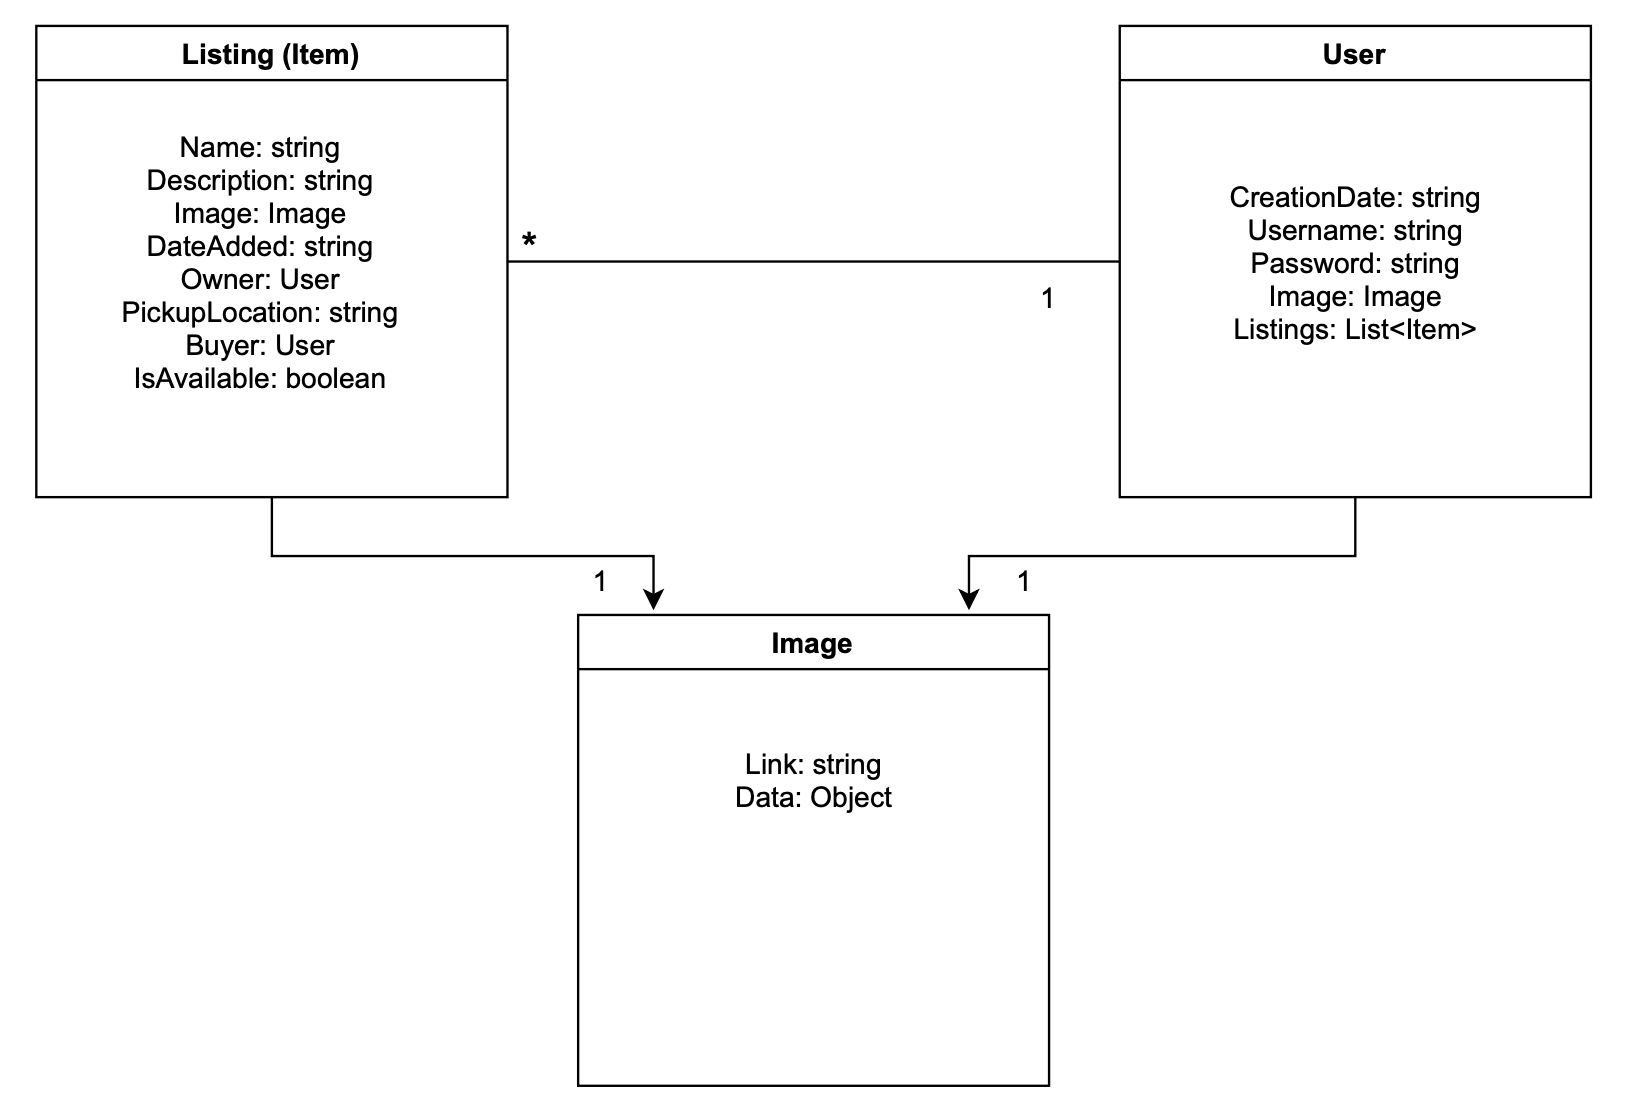 Listing (Item)
Name: string
Description: string
Image: Image
DateAdded: string
Owner: User
PickupLocation: string
Buyer: User
IsAvailable: boolean
*
1
User
CreationDate: string
Username: string
Password: string
Image: Image
Listings: List<Item>
1
1
Image
Link: string
Data: Object